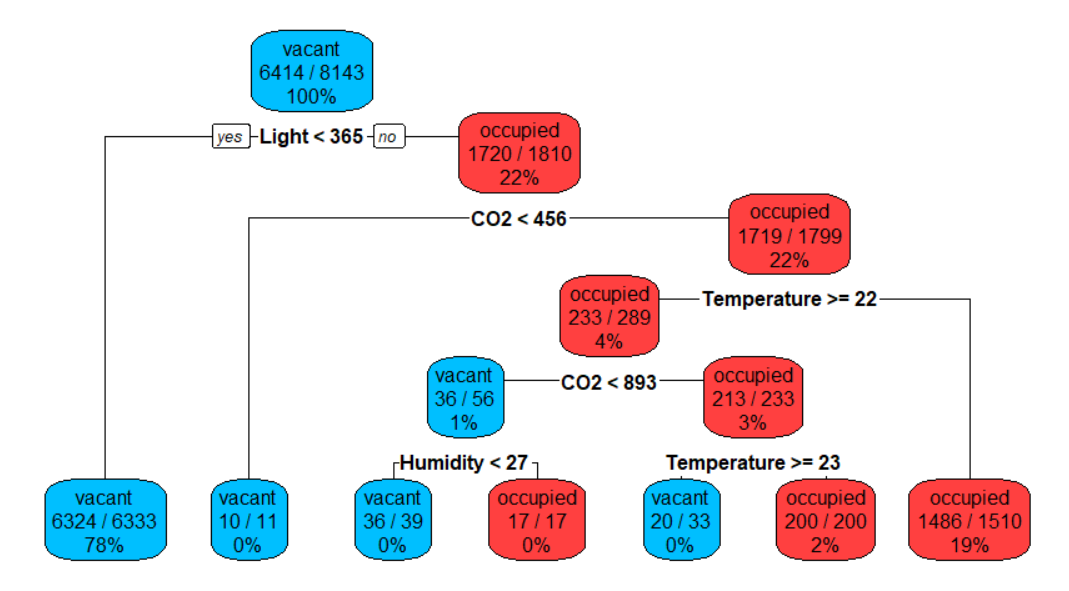 vacant
6414 / 8143
100%
yes Light < 365 no
occupied
1720 / 1810
22%
CO2 < 456
occupied
1719 / 1799
22%
occupied
233 / 289
4%
Temperature >= 22
vacant
36 / 56
1%
CO2 < 893
occupied
213 / 233
3%
Humidity < 27
Temperature >= 23
vacant
6324 / 6333
78%
vacant
10 / 11
0%
vacant
36 / 39
0%
occupied
17 / 17
0%
vacant
20 / 33
0%
occupied
200 / 200
2%
occupied
1486 / 1510
19%